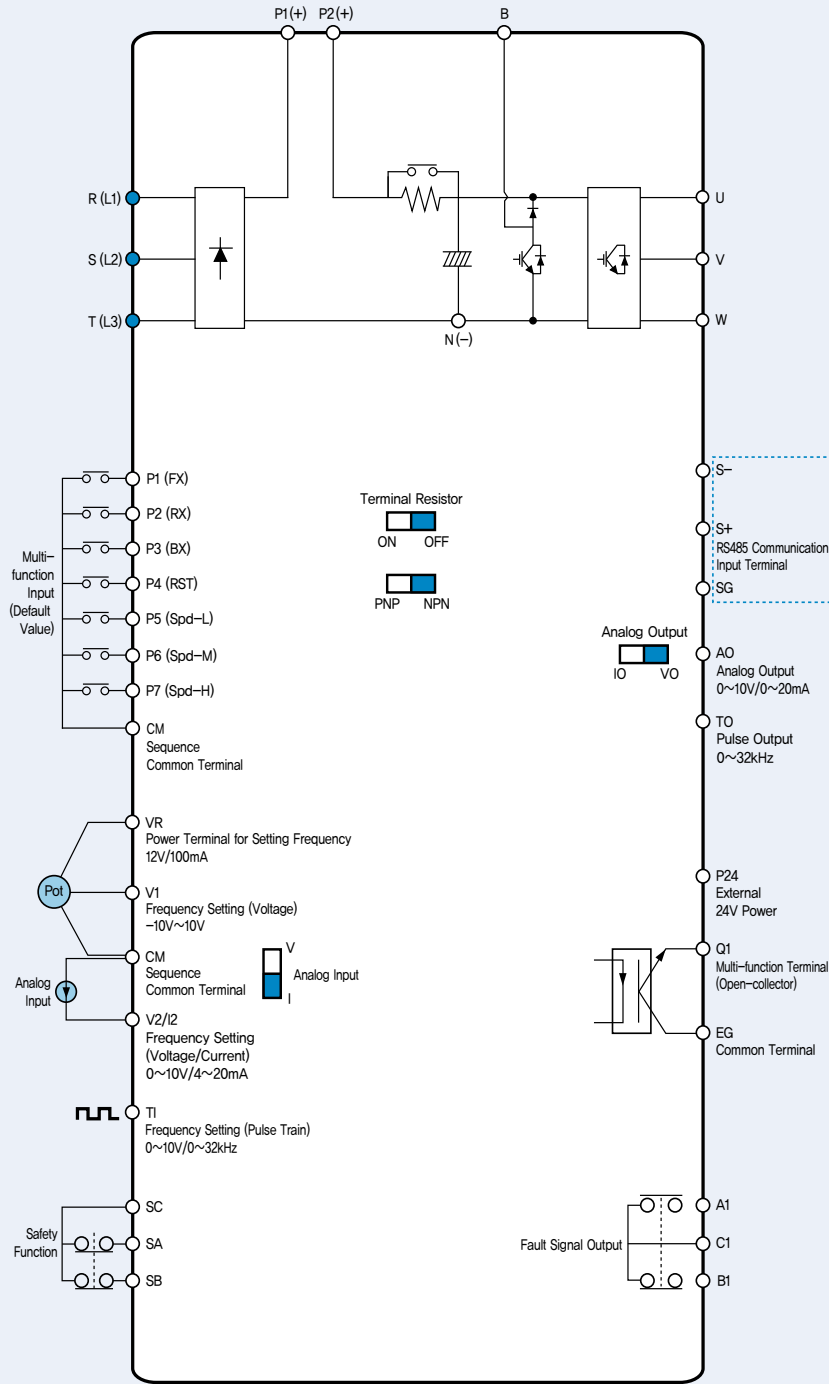 P1(+)
P2(+)
B
R (L1)
S (L2)
T (L3)
U
V
W
N(−)
Multi−
function
Input
(Default
Value)
P1 (FX)
P2 (RX)
P3 (BX)
P4 (RST)
P5 (Spd−L)
P6 (Spd−M)
P7 (Spd−H)
CM
Sequence
Common Terminal
Terminal Resistor
ON OFF
PNP NPN
S−
S+
RS485 Communication
Input Terminal
SG
Analog Output
IO VO
AO
Analog Output
0~10V/0~20mA
TO
Pulse Output
0~32kHz
Pot
VR
Power Terminal for Setting Frequency
12V/100mA
V1
Frequency Setting (Voltage)
−10V~10V
CM
Sequence
Common Terminal
Analog
Input
V
Analog Input
I
V2/I2
Frequency Setting
(Voltage/Current)
0~10V/4~20mA
TI
Frequency Setting (Pulse Train)
0~10V/0~32kHz
P24
External
24V Power
Q1
Multi−function Terminal
(Open−collector)
EG
Common Terminal
Safety
Function
SC
SA
SB
Fault Signal Output
A1
C1
B1